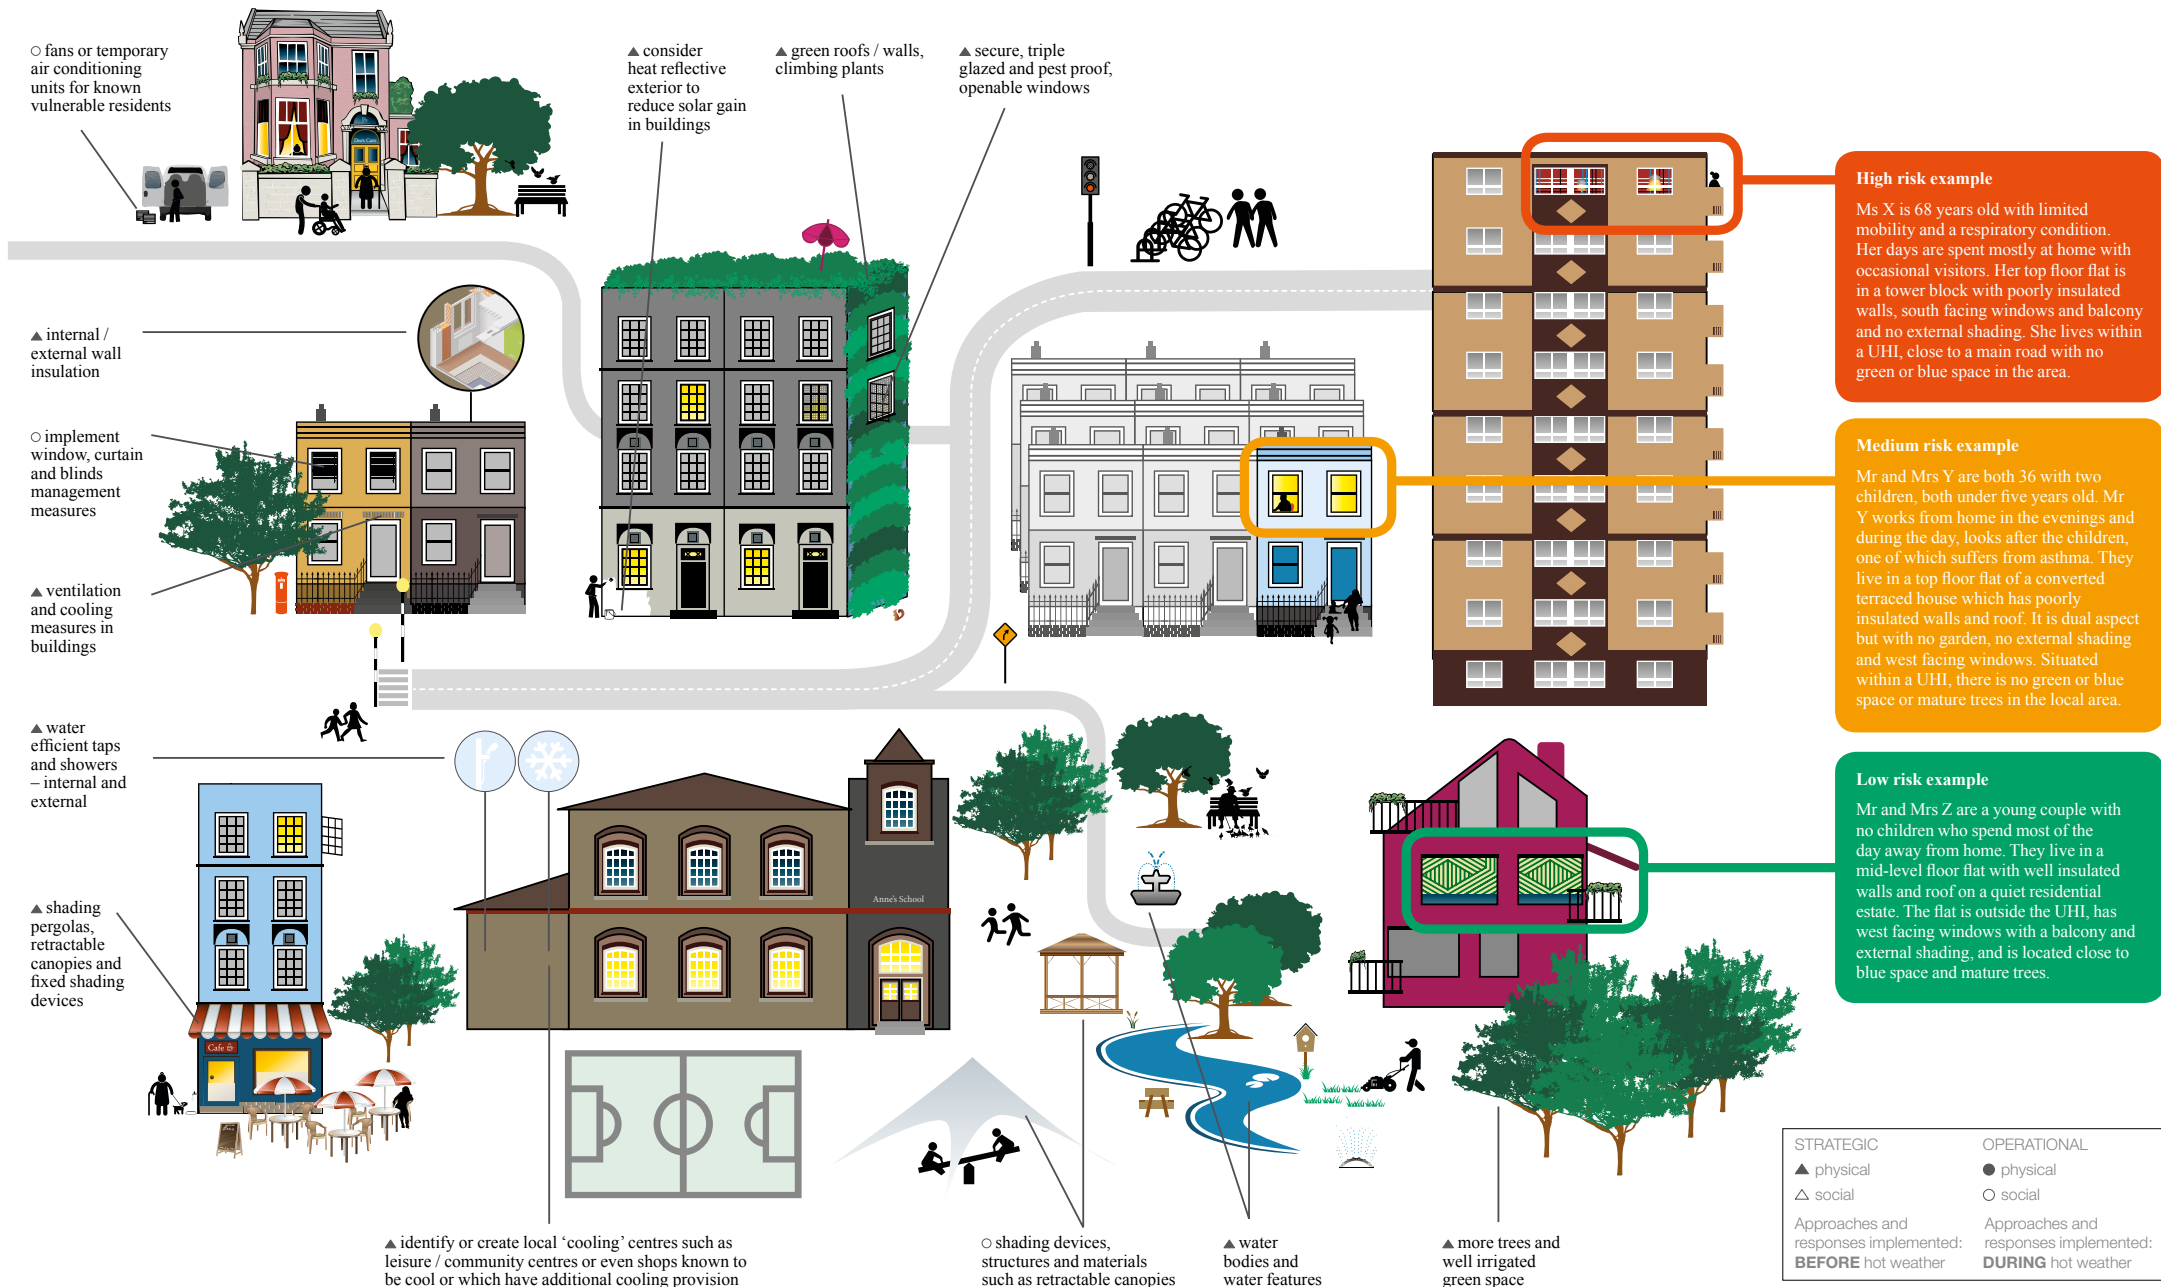 ○ fans or temporary
air conditioning
units for known
vulnerable residents
▲ consider
heat reflective
exterior to
reduce solar gain
in buildings
▲ green roofs / walls,
climbing plants
▲ secure, triple
glazed and pest proof,
openable windows
▲ internal /
external wall
insulation
○ implement
window, curtain
and blinds
management
measures
▲ ventilation
and cooling
measures in
buildings
▲ water
efficient taps
and showers
– internal and
external
▲ shading
pergolas,
retractable
canopies and
fixed shading
devices
Cafe
Anne's School
High risk example
Ms X is 68 years old with limited
mobility and a respiratory condition.
Her days are spent mostly at home with
occasional visitors. Her top floor flat is
in a tower block with poorly insulated
walls, south facing windows and balcony
and no external shading. She lives within
a UHI, close to a main road with no
green or blue space in the area.
Medium risk example
Mr and Mrs Y are both 36 with two
children, both under five years old. Mr
Y works from home in the evenings and
during the day, looks after the children,
one of which suffers from asthma. They
live in a top floor flat of a converted
terraced house which has poorly
insulated walls and roof. It is dual aspect
but with no garden, no external shading
and west facing windows. Situated
within a UHI, there is no green or blue
space or mature trees in the local area.
Low risk example
Mr and Mrs Z are a young couple with
no children who spend most of the
day away from home. They live in a
mid-level floor flat with well insulated
walls and roof on a quiet residential
estate. The flat is outside the UHI, has
west facing windows with a balcony and
external shading, and is located close to
blue space and mature trees.
▲ identify or create local ‘cooling’ centres such as
leisure / community centres or even shops known to
be cool or which have additional cooling provision
○ shading devices,
structures and materials
such as retractable canopies
▲ water
bodies and
water features
▲ more trees and
well irrigated
green space
STRATEGIC
▲ physical
△ social
Approaches and
responses implemented:
BEFORE hot weather
OPERATIONAL
● physical
○ social
Approaches and
responses implemented:
DURING hot weather